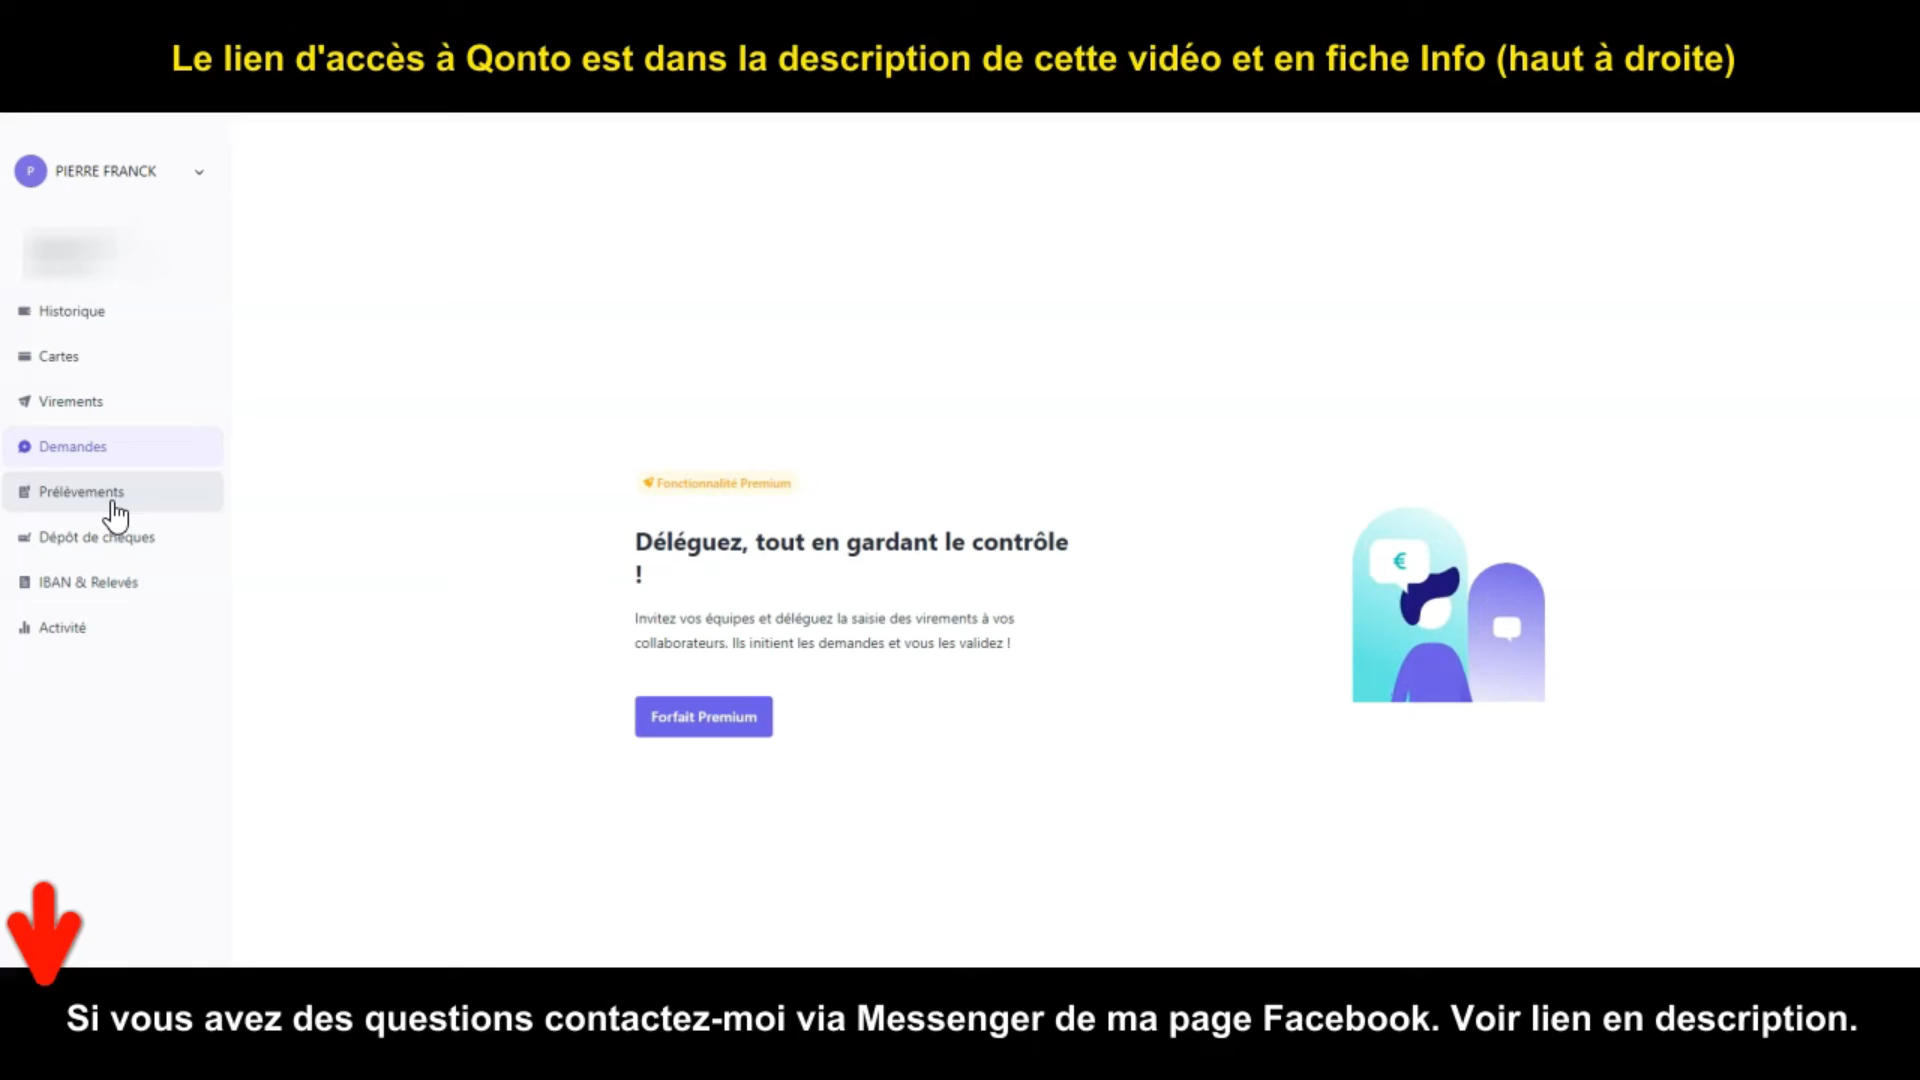 Le lien d'accès à Qonto est dans la description de cette vidéo et en fiche Info (haut à droite)
P PIERRE FRANCK
Historique
Cartes
Virements
Demandes
Prélèvements
Dépôt de chèques
IBAN & Relevés
Activité
Fonctionnalité Premium
Déléguez, tout en gardant le contrôle
!
Invitez vos équipes et déléguez la saisie des virements à vos
collaborateurs. Ils initient les demandes et vous les validez !
Forfait Premium
€
Si vous avez des questions contactez-moi via Messenger de ma page Facebook. Voir lien en description.